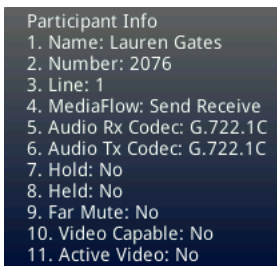 Participant Info
1. Name: Lauren Gates
2. Number: 2076
3. Line: 1
4. MediaFlow: Send Receive
5. Audio Rx Codec: G.722.1C
6. Audio Tx Codec: G.722.1C
7. Hold: No
8. Held: No
9. Far Mute: No
10. Video Capable: No
11. Active Video: No